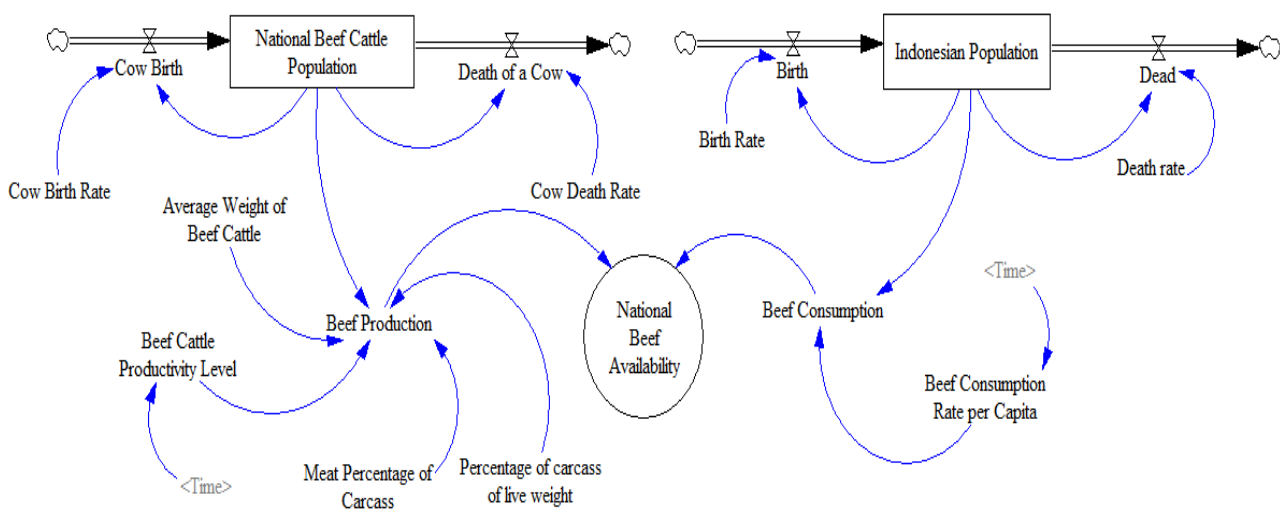 National Beef Cattle
Population
Cow Birth
Death of a Cow
Cow Birth Rate
Cow Death Rate
Indonesian Population
Birth
Dead
Birth Rate
Death rate
Average Weight of
Beef Cattle
Beef Production
Beef Cattle
Productivity Level
<Time>
Meat Percentage of
Carcass
Percentage of carcass
of live weight
National
Beef
Availability
Beef Consumption
<Time>
Beef Consumption
Rate per Capita